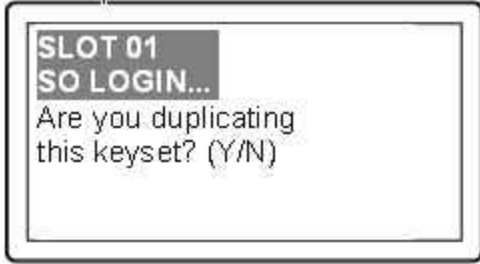 SLOT 01
SO LOGIN...
Are you duplicating
this keyset? (Y/N)